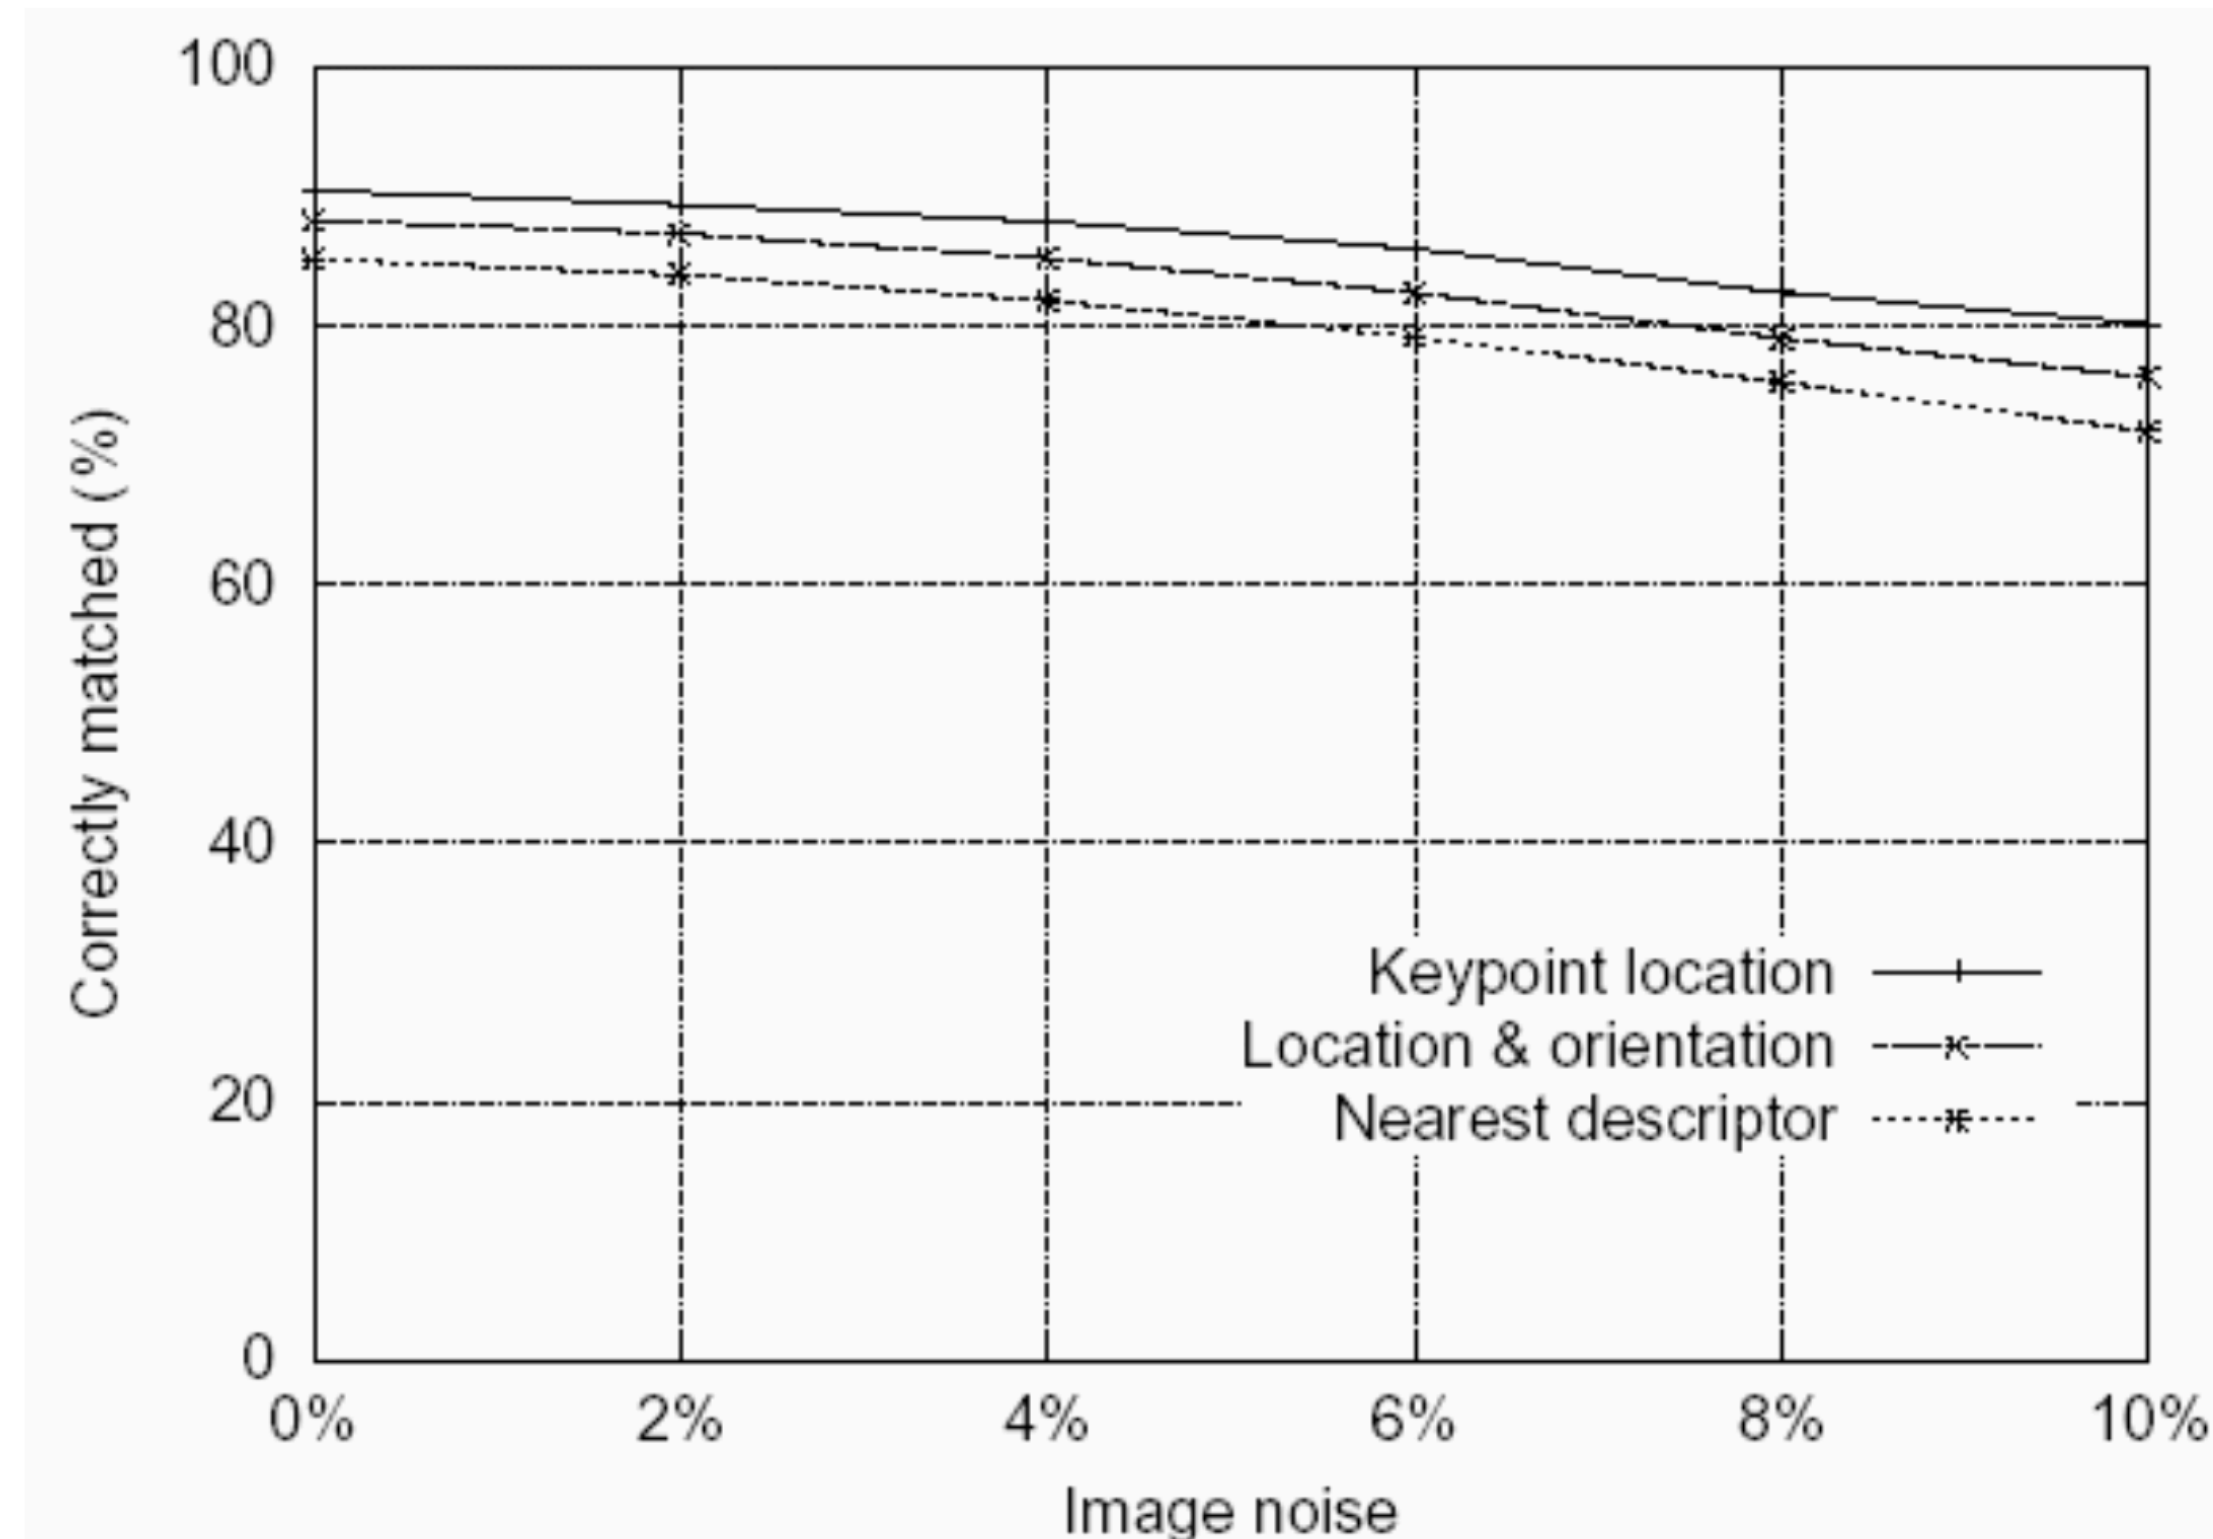 100
80
60
40
20
0
Correctly matched (%)
Keypoint location
Location & orientation
Nearest descriptor
0% 2% 4% 6% 8% 10%
Image noise